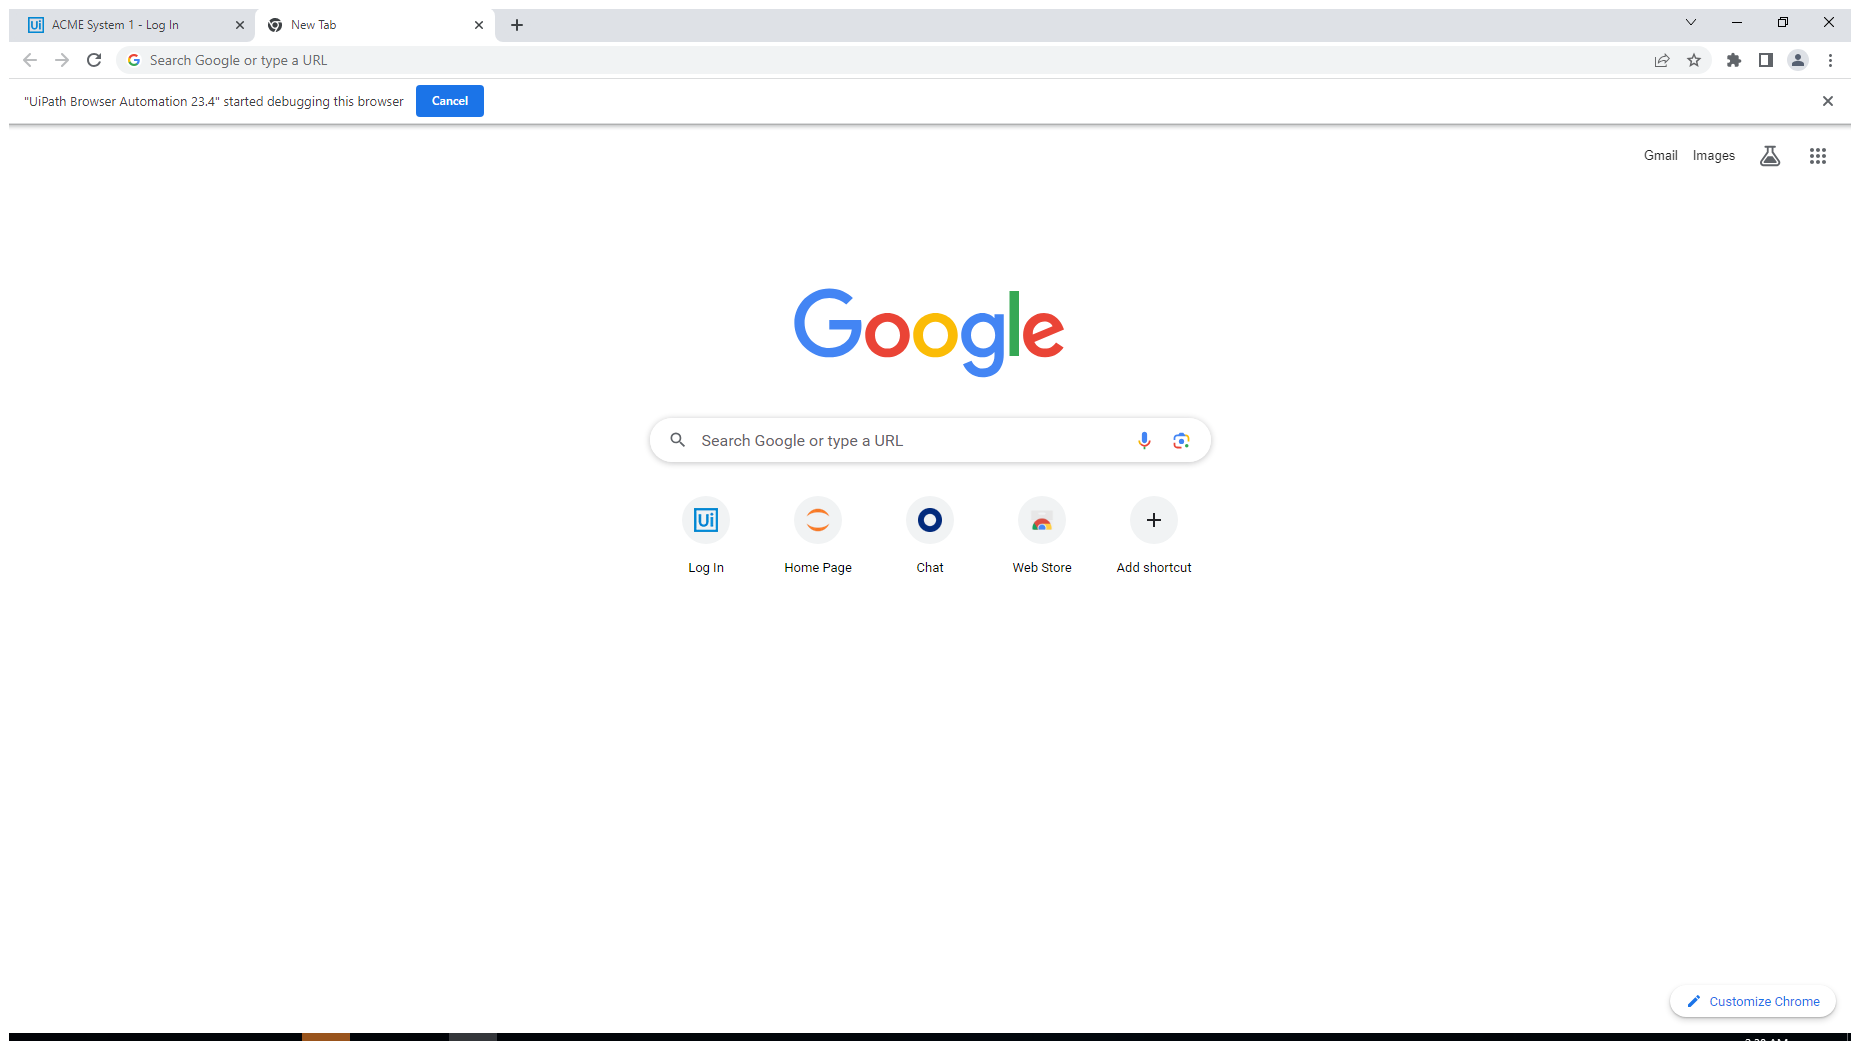 ACME System 1 - Log In
New Tab
Search Google or type a URL
"UiPath Browser Automation 23.4" started debugging this browser
Cancel
Gmail
Images
Google
Search Google or type a URL
Ui
Log In
Home Page
Chat
Web Store
Add shortcut
Customize Chrome